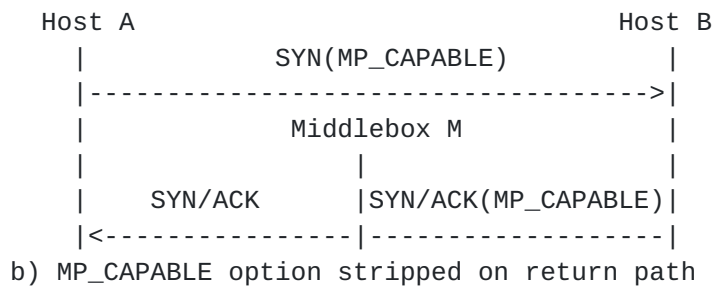 Host A                               Host B
  |            SYN(MP_CAPABLE)         |
  |----------------------------------->|
  |             Middlebox M            |
  |                 |                  |
  |    SYN/ACK      |SYN/ACK(MP_CAPABLE)|
  |<----------------|-------------------|
b) MP_CAPABLE option stripped on return path